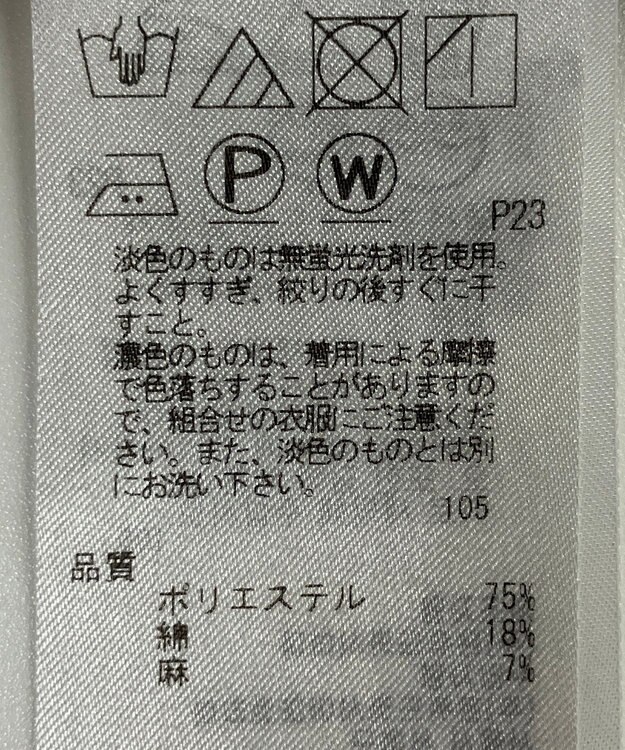 P W
P23
淡色のものは無蛍光洗剤を使用。
よくすすぎ、絞りの後すぐに干
すこと。
濃色のものは、着用による摩擦
で色落ちすることがありますの
で、組合せの衣服にご注意くだ
さい。また、淡色のものとは別
にお洗い下さい。
105
品質
ポリエステル 75%
綿 18%
麻 7%